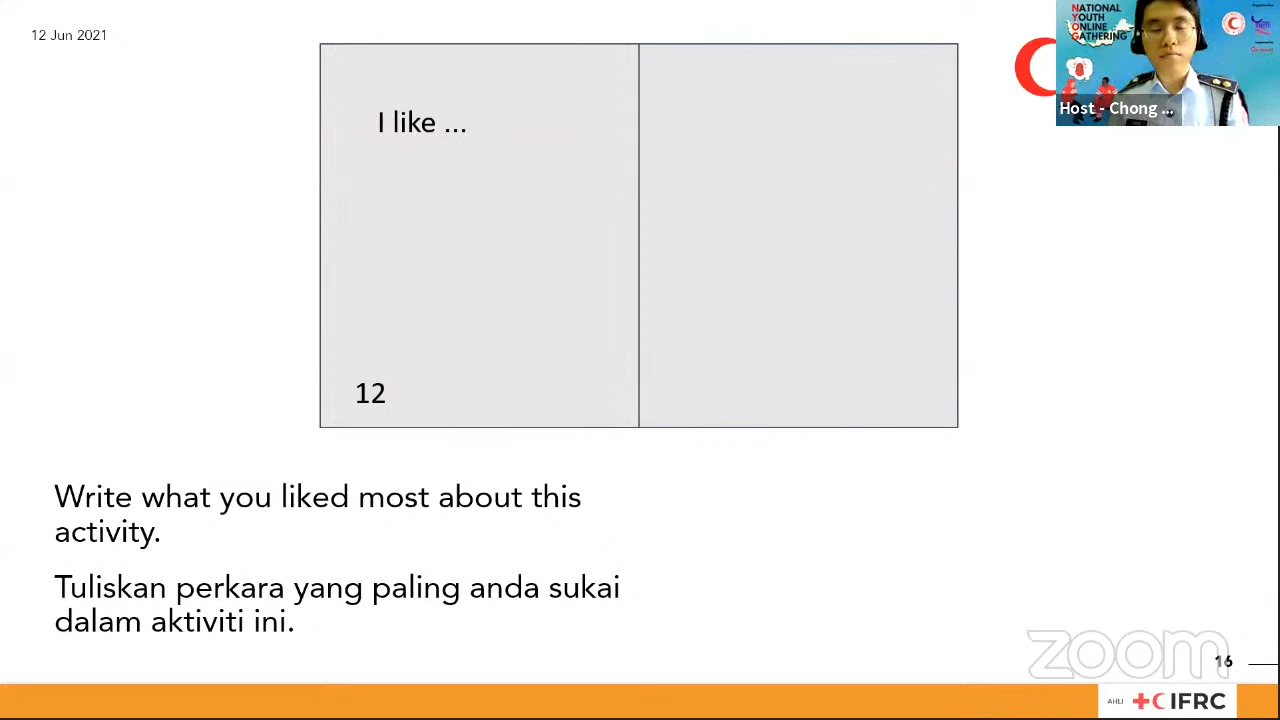 12 Jun 2021
NATIONAL
YOUTH
ONLINE
GATHERING
Host - Chong ...
I like ...
12
Write what you liked most about this
activity.
Tuliskan perkara yang paling anda sukai
dalam aktiviti ini.
zoom
16
AHLI IFRC